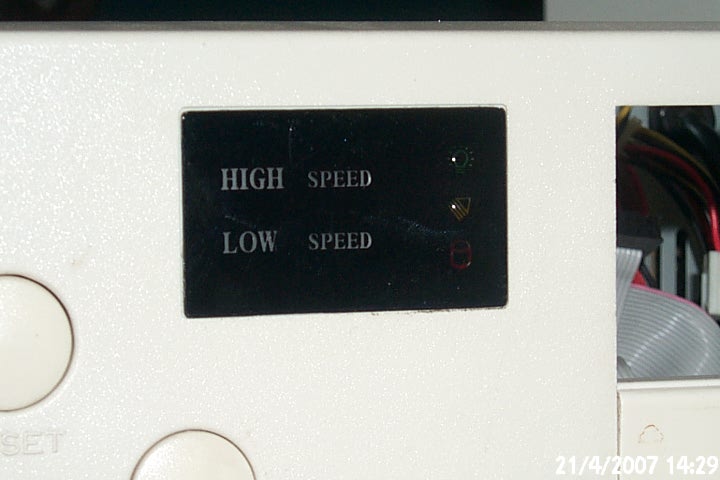 HIGH SPEED
LOW SPEED
SET
21/4/2007 14:29